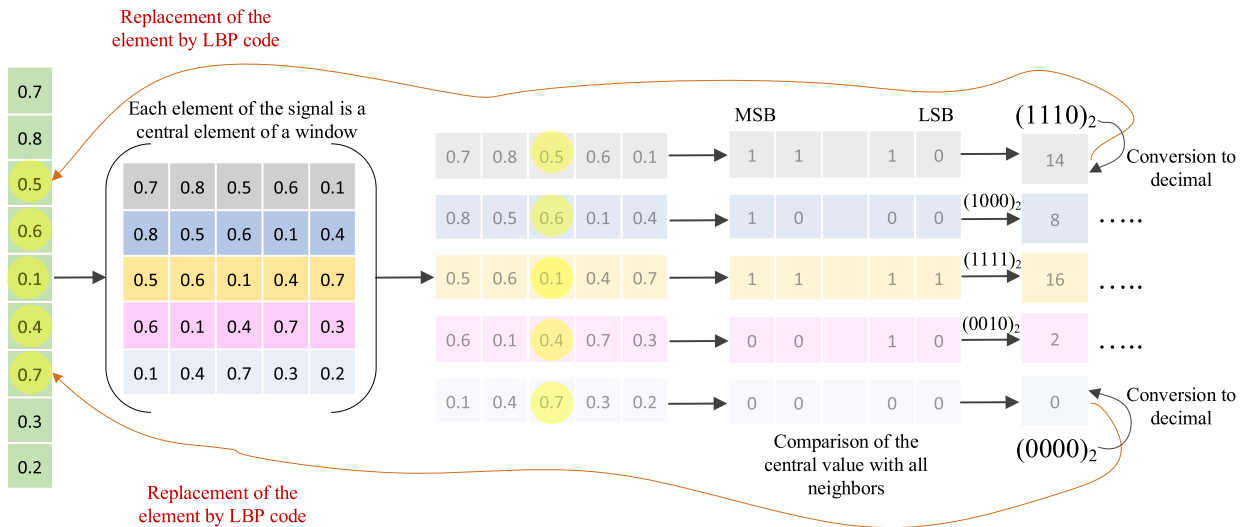 Replacement of the
element by LBP code
0.7
0.8
0.5
0.6
0.1
0.4
0.7
0.3
0.2
Each element of the signal is a
central element of a window
0.7 0.8 0.5 0.6 0.1
0.8 0.5 0.6 0.1 0.4
0.5 0.6 0.1 0.4 0.7
0.6 0.1 0.4 0.7 0.3
0.1 0.4 0.7 0.3 0.2
MSB LSB
0.7 0.8 0.5 0.6 0.1 1 1 1 0 (1110)₂ 14
Conversion to
decimal
0.8 0.5 0.6 0.1 0.4 1 0 0 0 (1000)₂ 8 .....
0.5 0.6 0.1 0.4 0.7 1 1 1 1 (1111)₂ 16 .....
0.6 0.1 0.4 0.7 0.3 0 0 1 0 (0010)₂ 2 .....
0.1 0.4 0.7 0.3 0.2 0 0 0 0 0
Conversion to
decimal
(0000)₂
Comparison of the
central value with all
neighbors
Replacement of the
element by LBP code